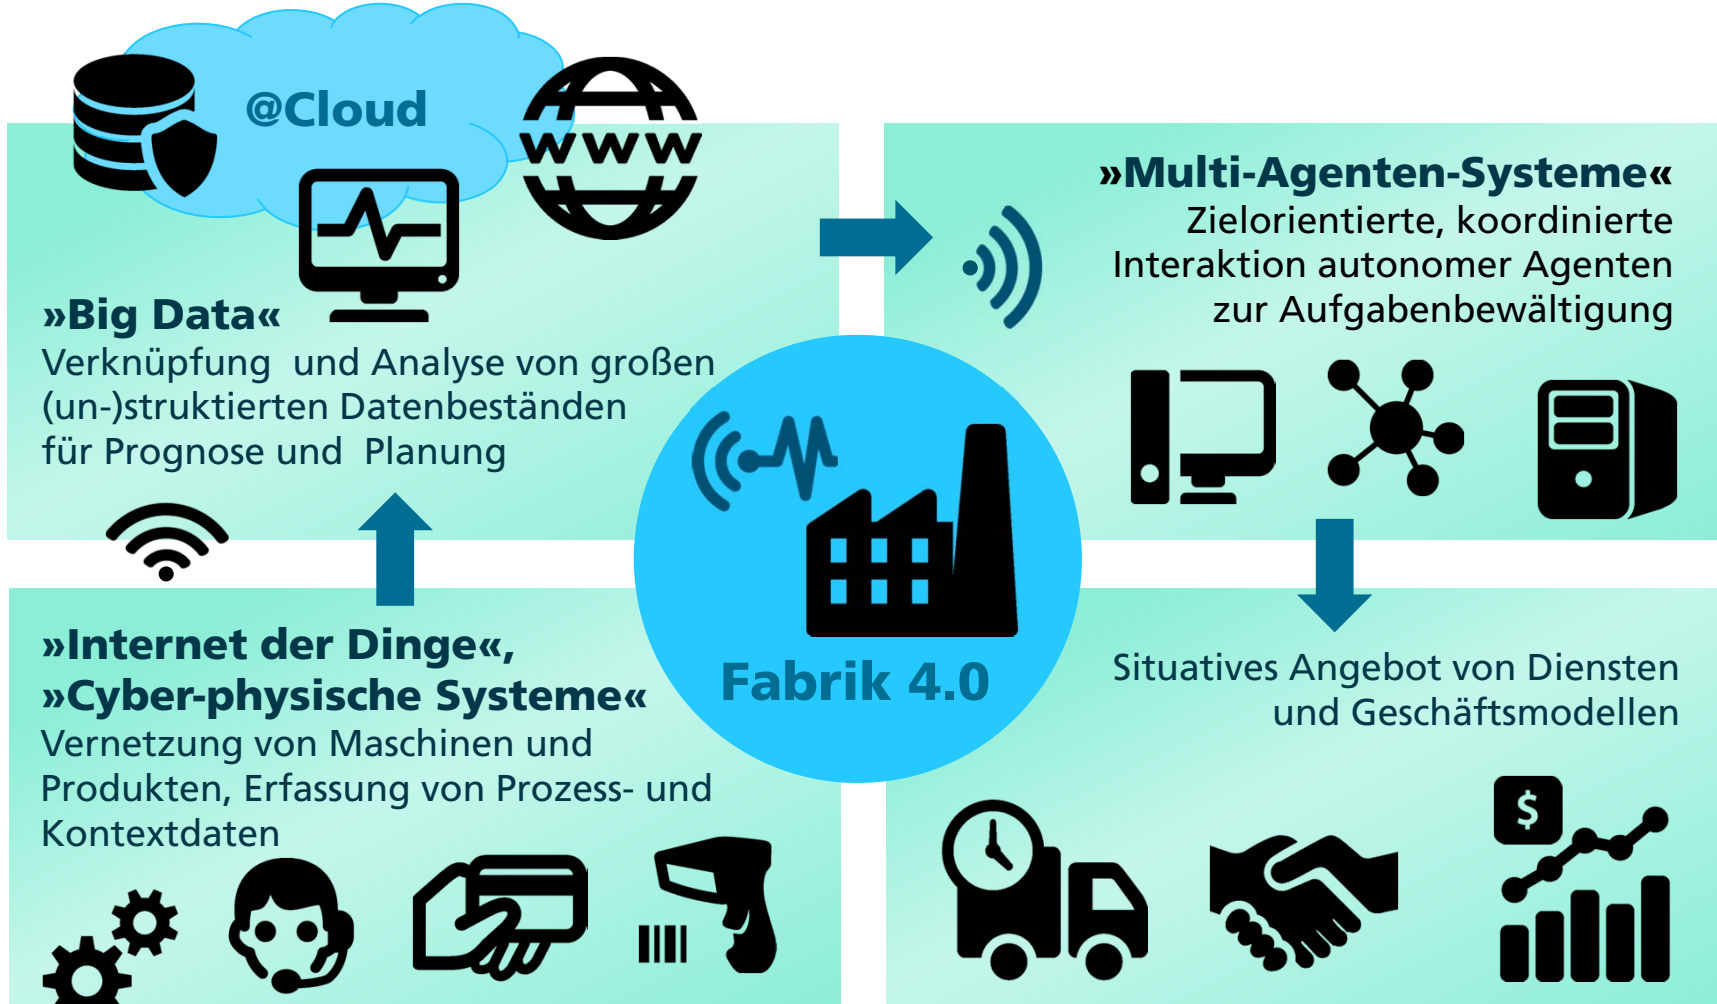 @Cloud
www
»Big Data«
Verknüpfung und Analyse von großen
(un-)struktierten Datenbeständen
für Prognose und Planung
»Multi-Agenten-Systeme«
Zielorientierte, koordinierte
Interaktion autonomer Agenten
zur Aufgabenbewältigung
Fabrik 4.0
»Internet der Dinge«,
»Cyber-physische Systeme«
Vernetzung von Maschinen und
Produkten, Erfassung von Prozess- und
Kontextdaten
Situatives Angebot von Diensten
und Geschäftsmodellen
$